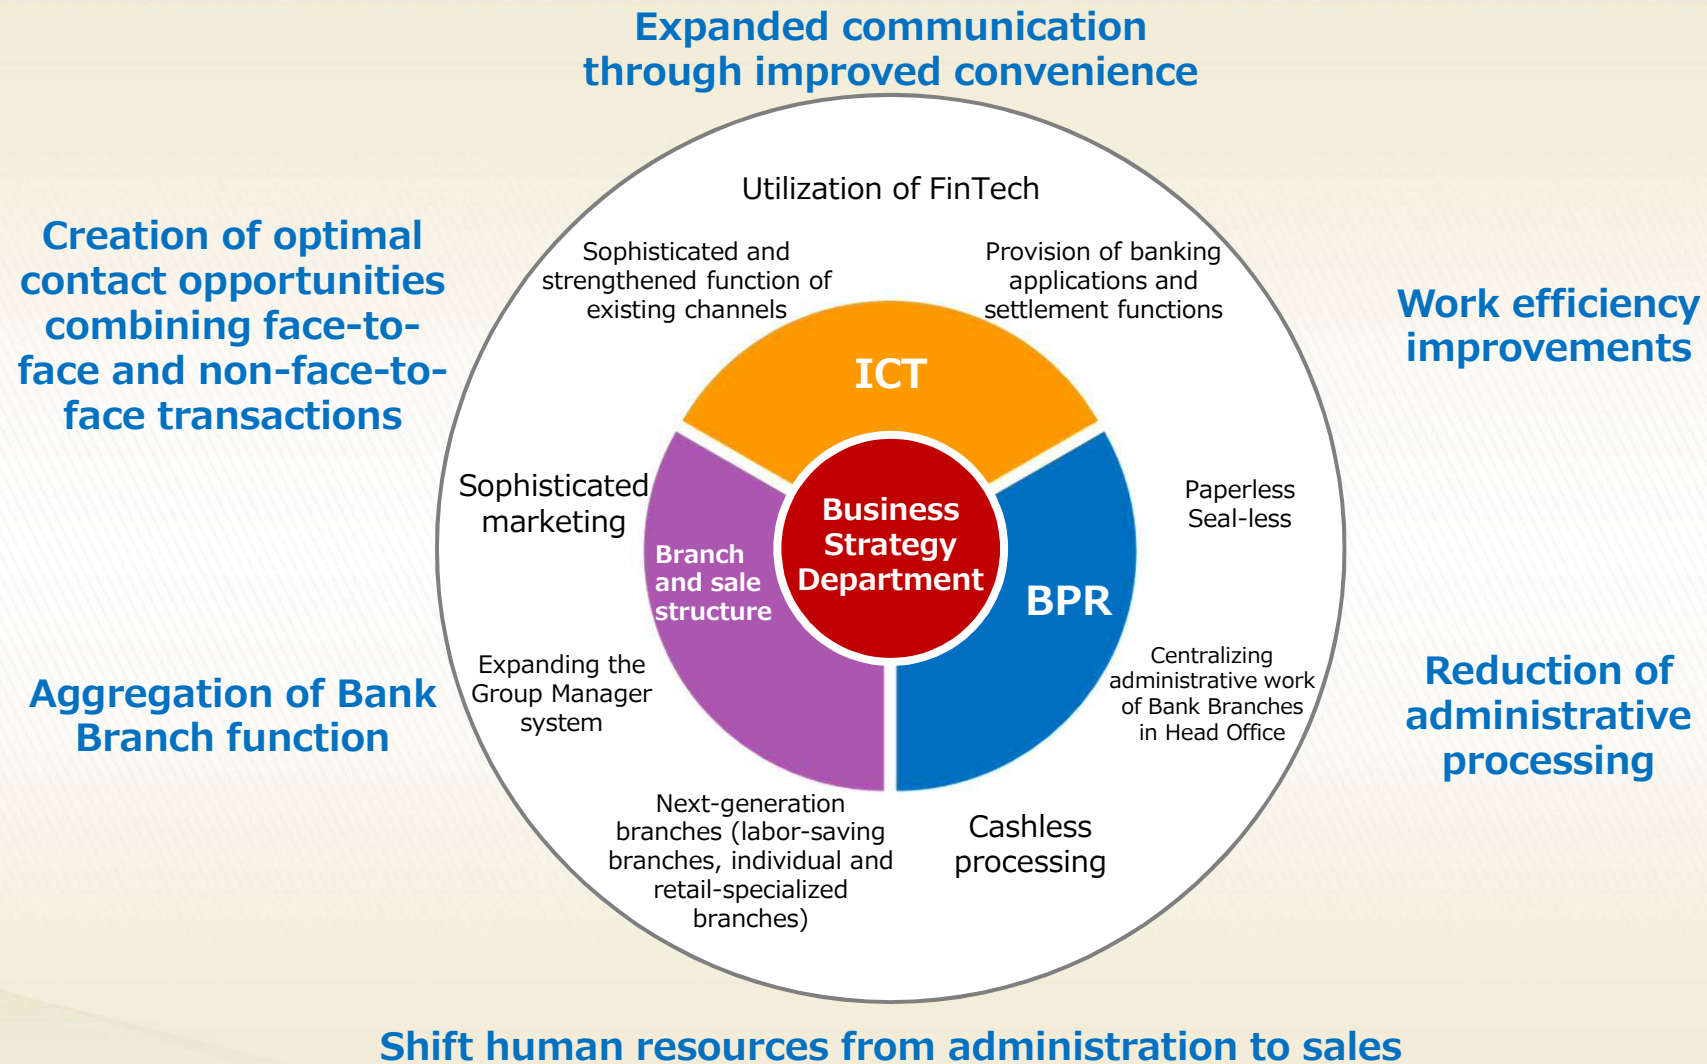 Expanded communication
through improved convenience
Utilization of FinTech
Sophisticated and
strengthened function of
existing channels
Provision of banking
applications and
settlement functions
Creation of optimal
contact opportunities
combining face-to-
face and non-face-to-
face transactions
Work efficiency
improvements
ICT
Sophisticated
marketing
Business
Strategy
Department
Paperless
Seal-less
Branch
and sale
structure
BPR
Expanding the
Group Manager
system
Centralizing
administrative work
of Bank Branches
in Head Office
Aggregation of Bank
Branch function
Reduction of
administrative
processing
Next-generation
branches (labor-saving
branches, individual and
retail-specialized
branches)
Cashless
processing
Shift human resources from administration to sales